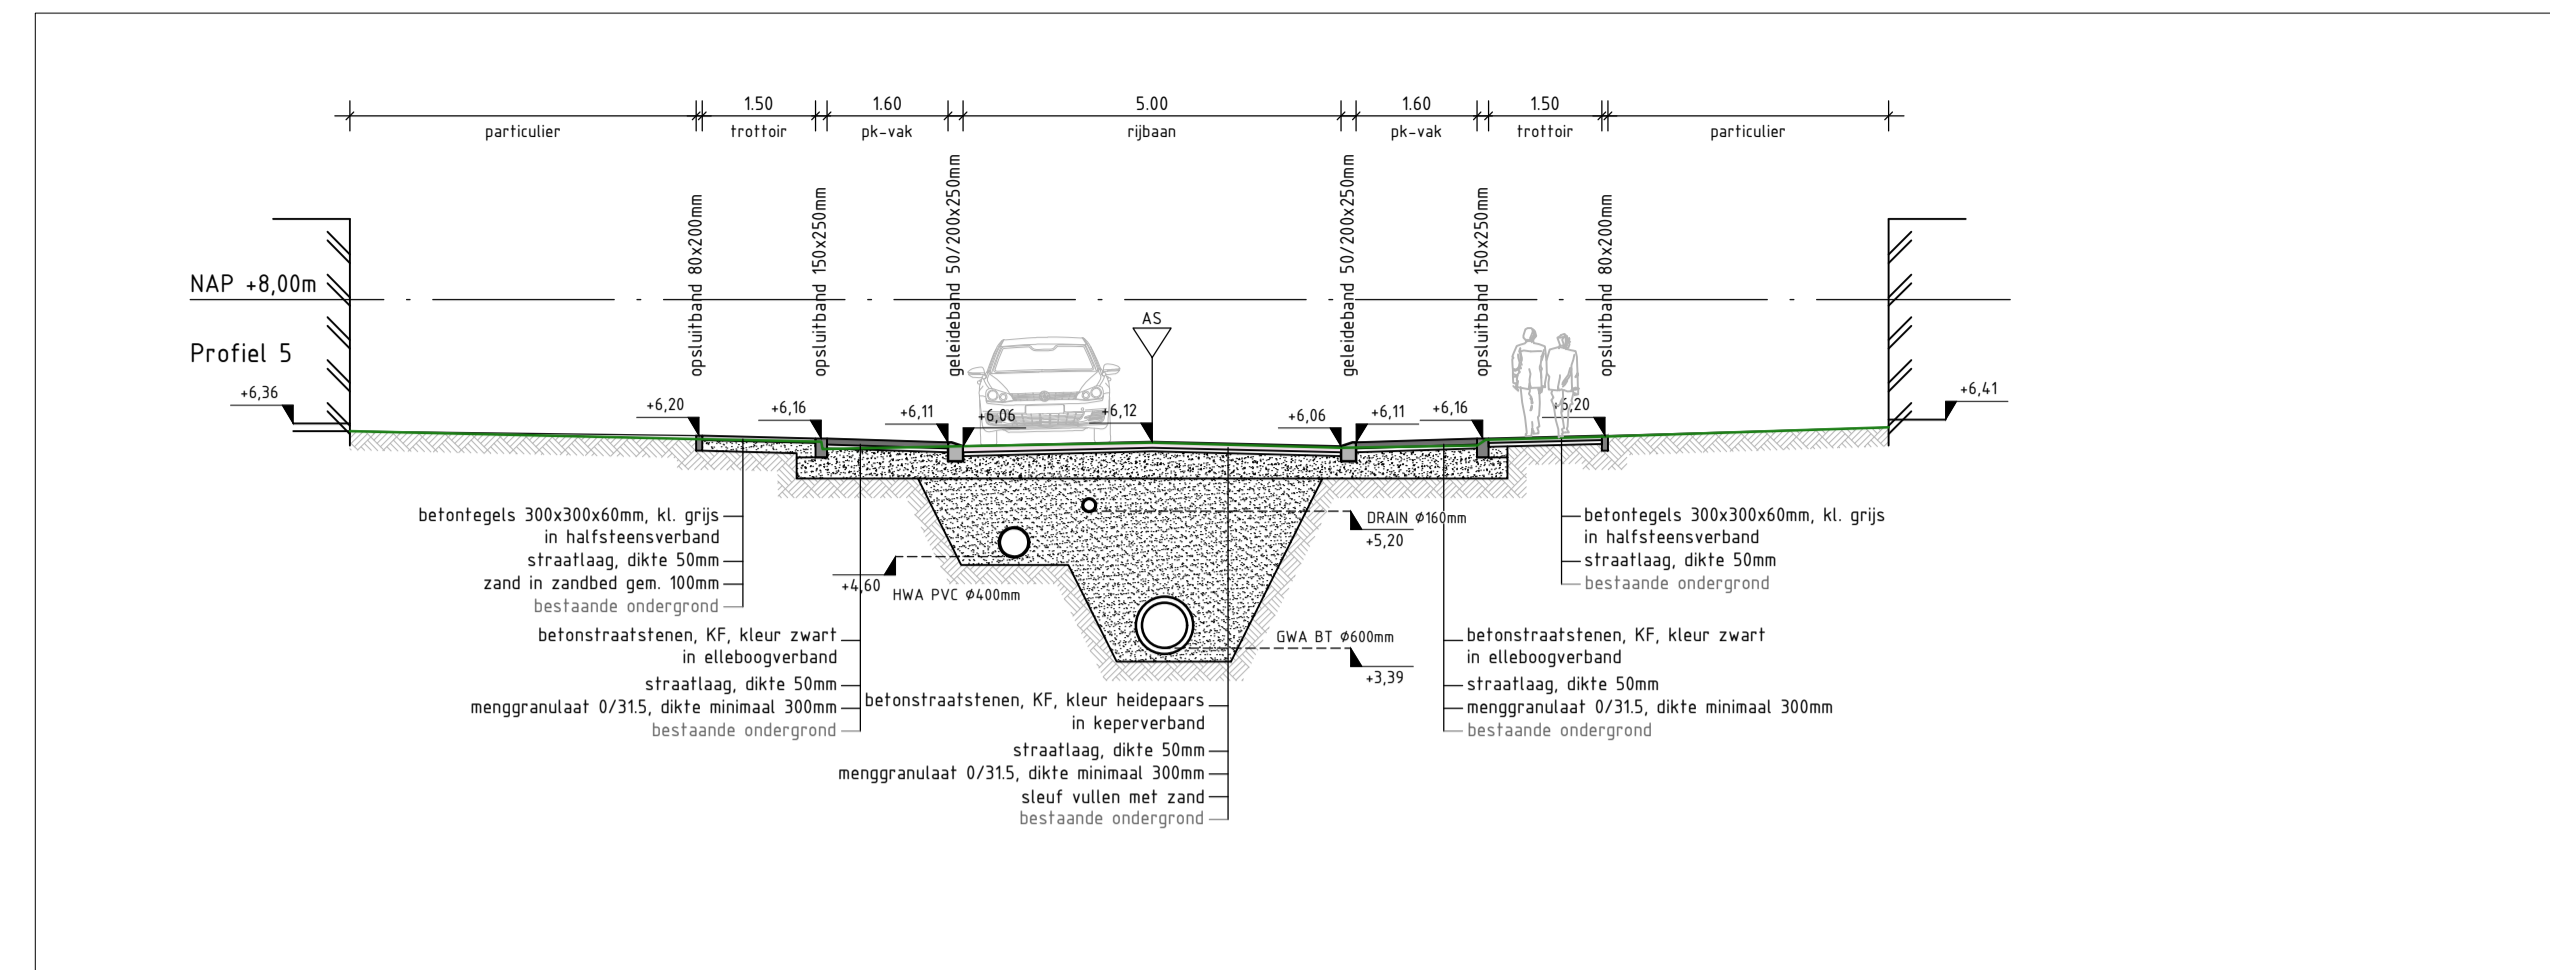 1.50
1.60
5.00
1.60
1.50
particulier
trottoir
pk-vak
rijbaan
pk-vak
trottoir
particulier
opsluitband 80x200mm
opsluitband 150x250mm
geleideband 50/200x250mm
geleideband 50/200x250mm
opsluitband 150x250mm
opsluitband 80x200mm
NAP +8,00m
AS
Profiel 5
+6,36
+6,20
+6,16
+6,11
+6,06
+6,12
+6,06
+6,11
+6,16
+6,20
+6,41
betontegels 300x300x60mm, kl. grijs
in halfsteensverband
straatlaag, dikte 50mm
zand in zandbed gem. 100mm
bestaande ondergrond
betonstraatstenen, KF, kleur zwart
in elleboogverband
straatlaag, dikte 50mm
menggranulaat 0/31.5, dikte minimaal 300mm
bestaande ondergrond
+4,60
HWA PVC Ø400mm
DRAIN Ø160mm
+5,20
GWA BT Ø600mm
+3,39
betonstraatstenen, KF, kleur heidepaars
in keperverband
straatlaag, dikte 50mm
menggranulaat 0/31.5, dikte minimaal 300mm
sleuf vullen met zand
bestaande ondergrond
betontegels 300x300x60mm, kl. grijs
in halfsteensverband
straatlaag, dikte 50mm
bestaande ondergrond
betonstraatstenen, KF, kleur zwart
in elleboogverband
straatlaag, dikte 50mm
menggranulaat 0/31.5, dikte minimaal 300mm
bestaande ondergrond